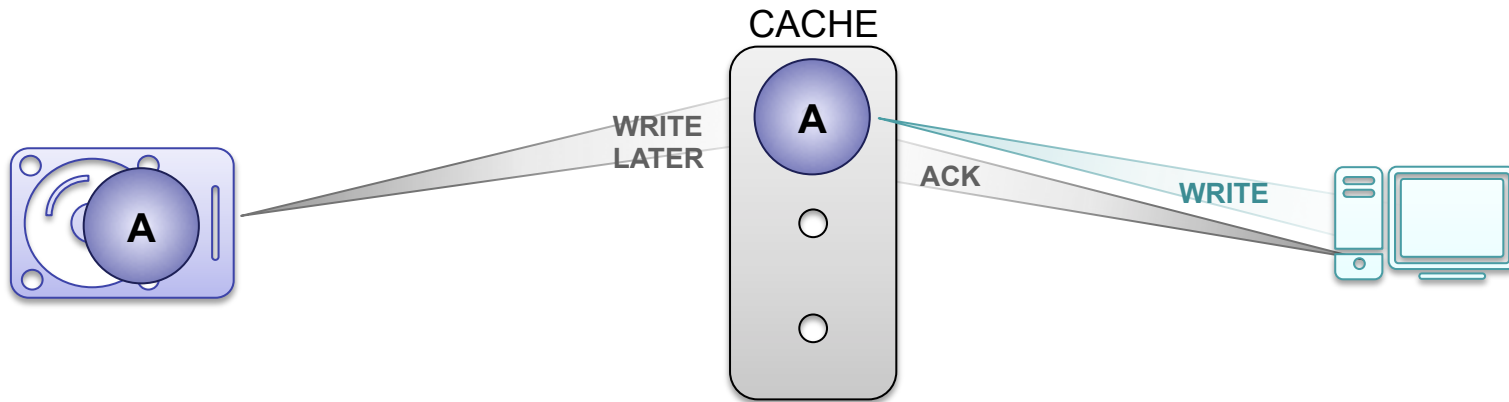 CACHE
A
WRITE
LATER
ACK
WRITE
A